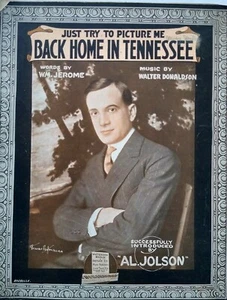 JUST TRY TO PICTURE ME
BACK HOME IN TENNESSEE
WORDS BY
WM. JEROME
MUSIC BY
WALTER DONALDSON
SUCCESSFULLY
INTRODUCED
BY
"AL. JOLSON"